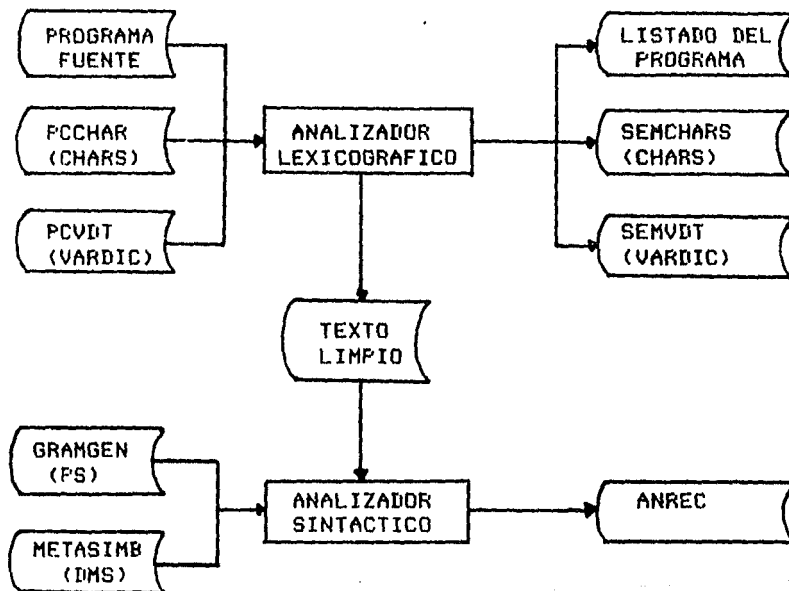 PROGRAMA
FUENTE
PCCHAR
(CHARS)
PCVDT
(VARDIC)
ANALIZADOR
LEXICOGRAFICO
LISTADO DEL
PROGRAMA
SEMCHARS
(CHARS)
SEMVDT
(VARDIC)
TEXTO
LIMPIO
GRAMGEN
(PS)
METASIMB
(DMS)
ANALIZADOR
SINTACTICO
ANREC